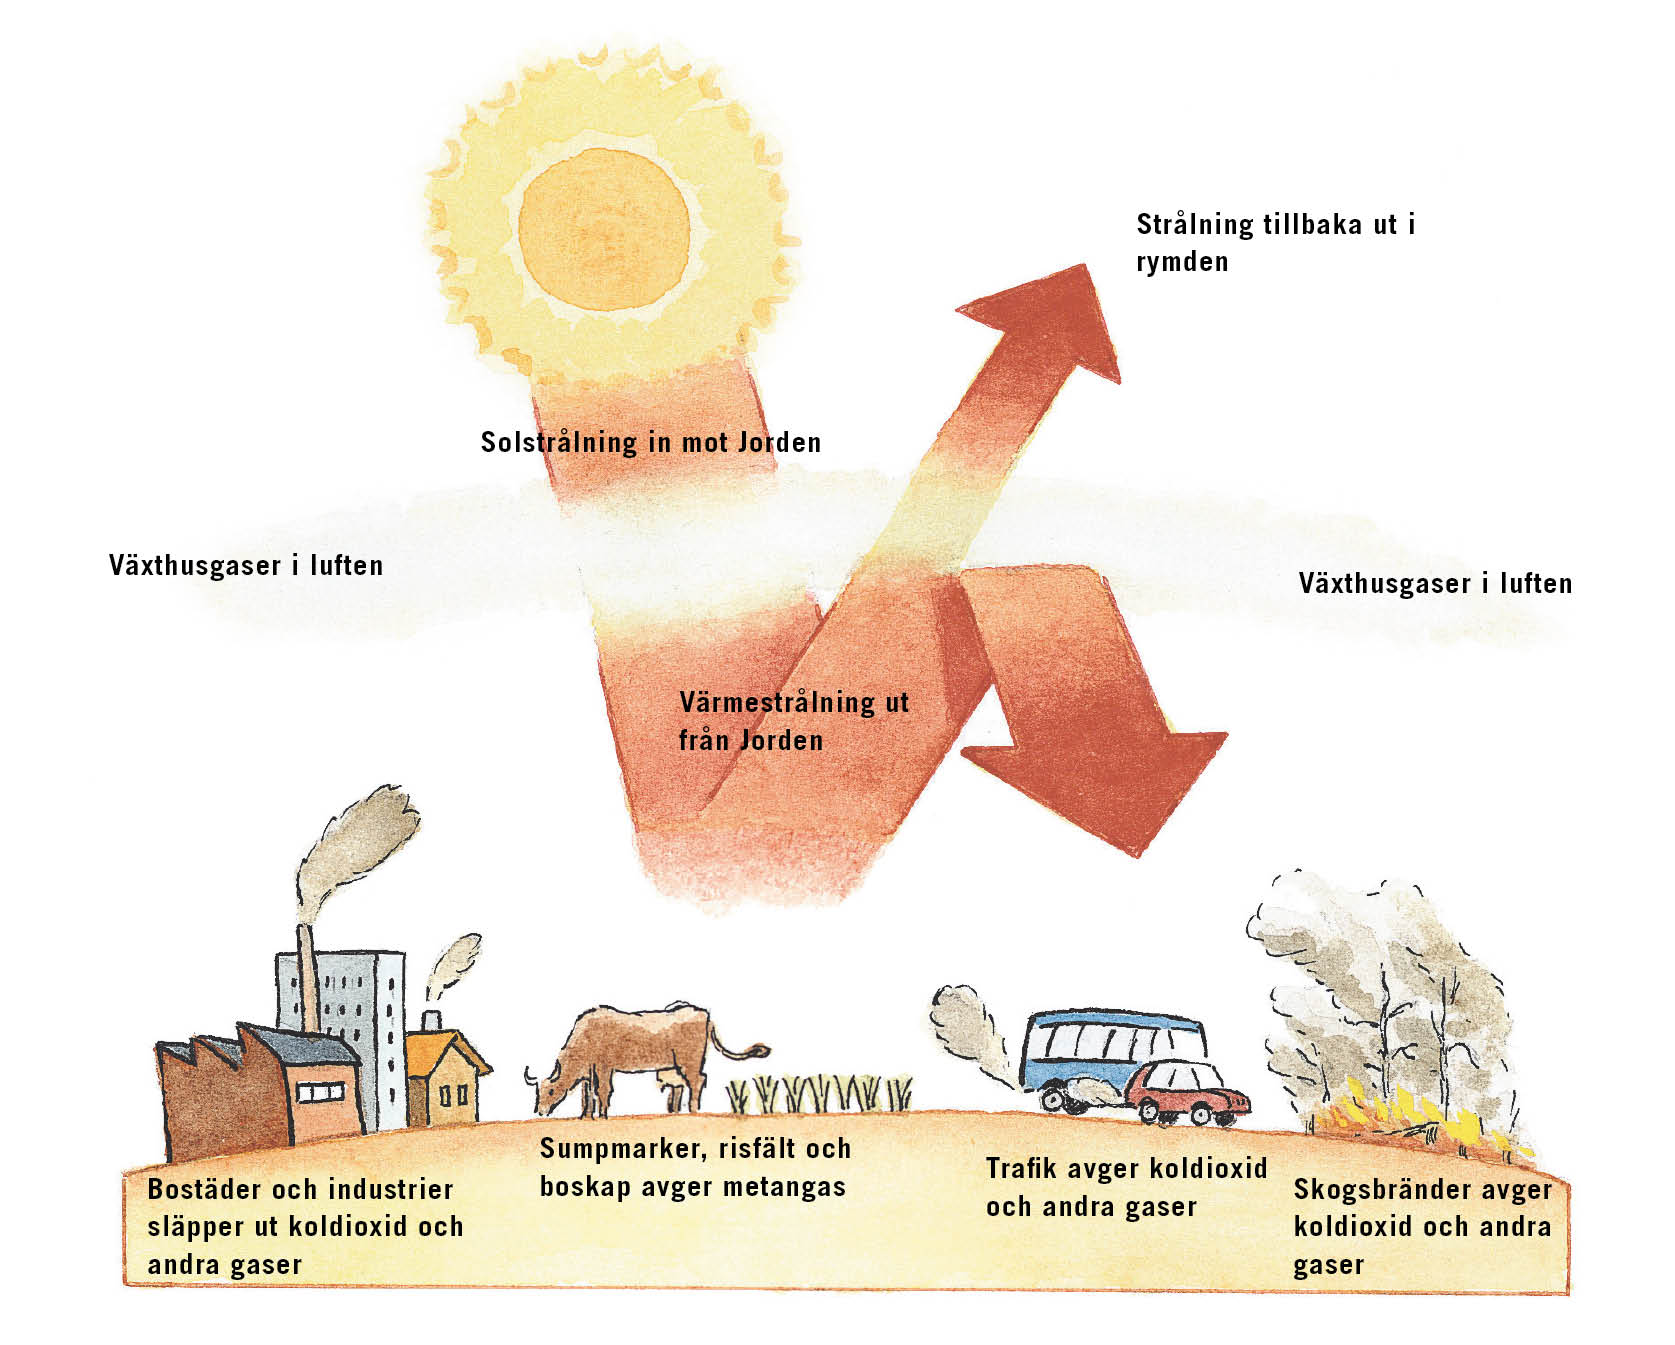 Strålning tillbaka ut i
rymden
Solstrålning in mot Jorden
Växthusgaser i luften
Växthusgaser i luften
Värmestrålning ut
från Jorden
Bostäder och industrier
släpper ut koldioxid och
andra gaser
Sumpmarker, risfält och
boskap avger metangas
Trafik avger koldioxid
och andra gaser
Skogsbränder avger
koldioxid och andra
gaser